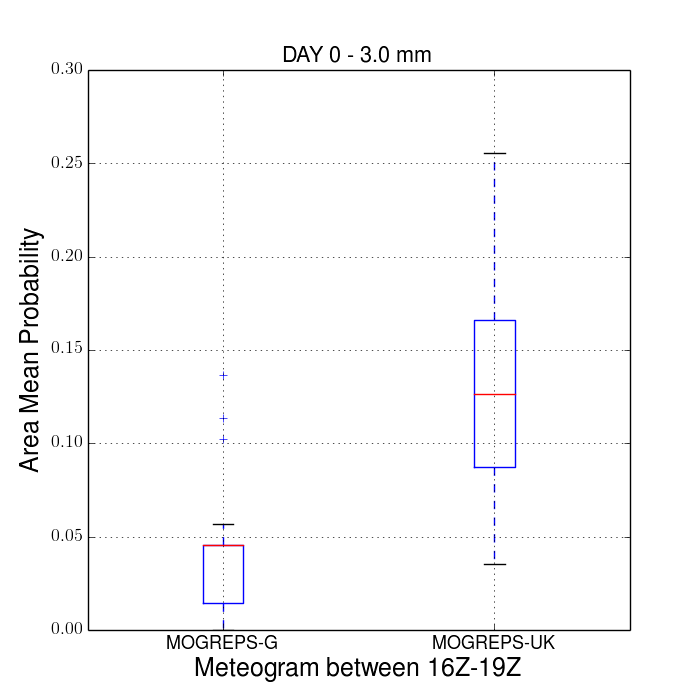 DAY 0 - 3.0 mm
0.30
0.25
0.20
0.15
0.10
0.05
0.00
Area Mean Probability
MOGREPS-G MOGREPS-UK
Meteogram between 16Z-19Z